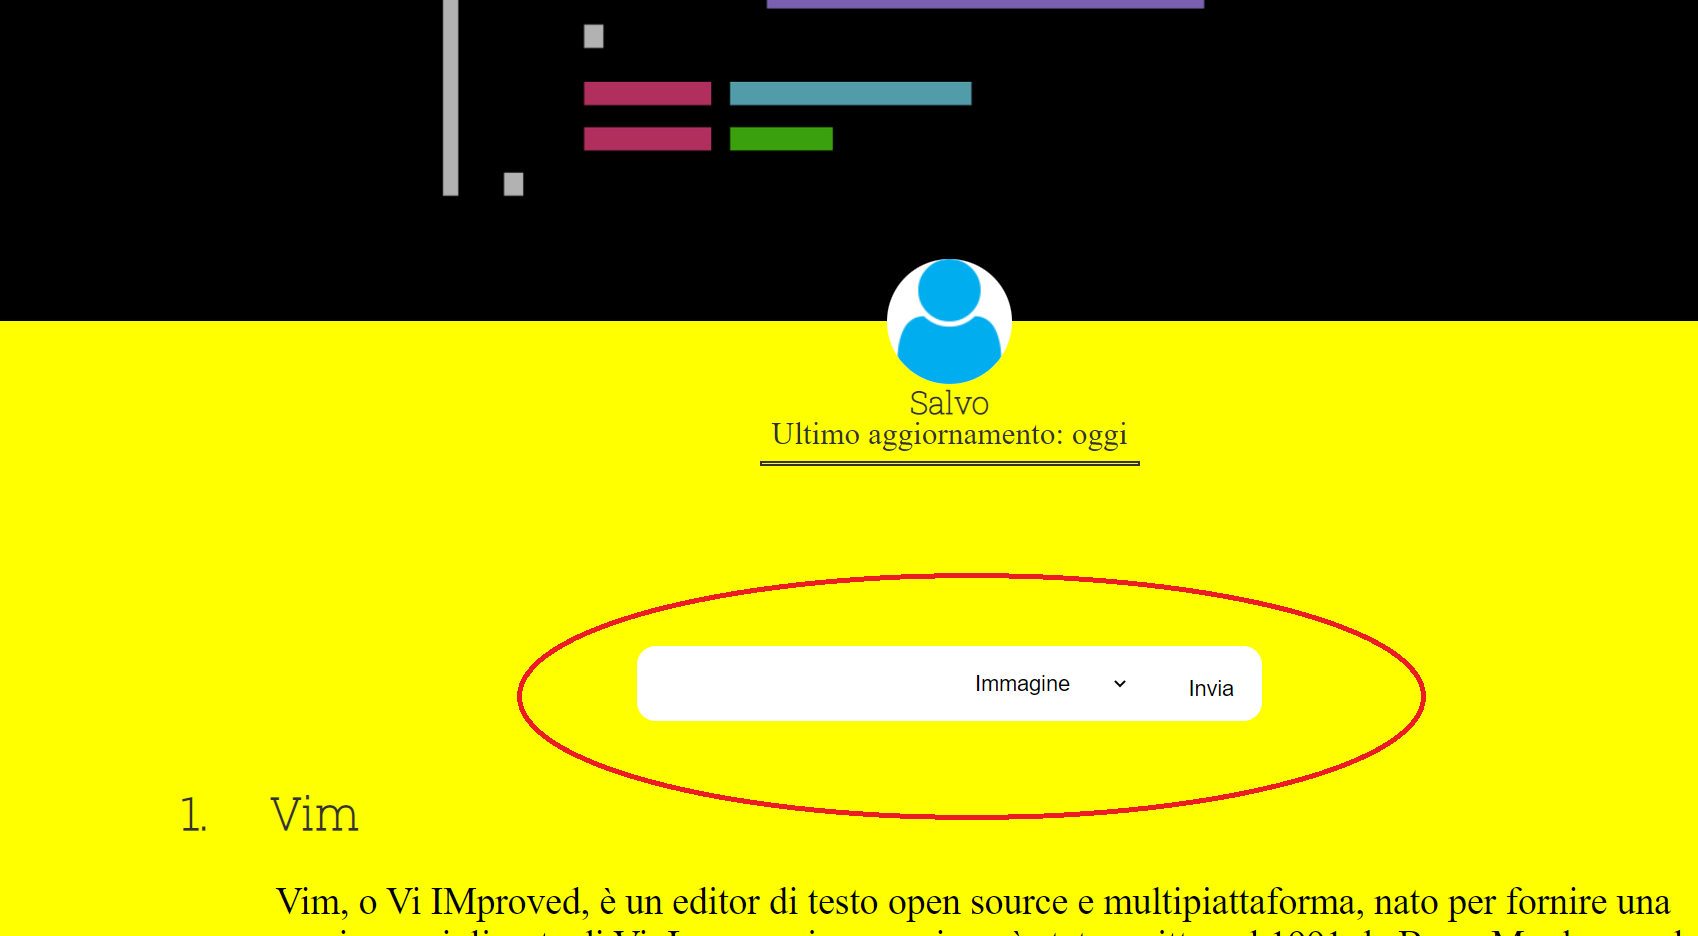 Salvo
Ultimo aggiornamento: oggi
Immagine Invia
1. Vim
Vim, o Vi IMproved, è un editor di testo open source e multipiattaforma, nato per fornire una